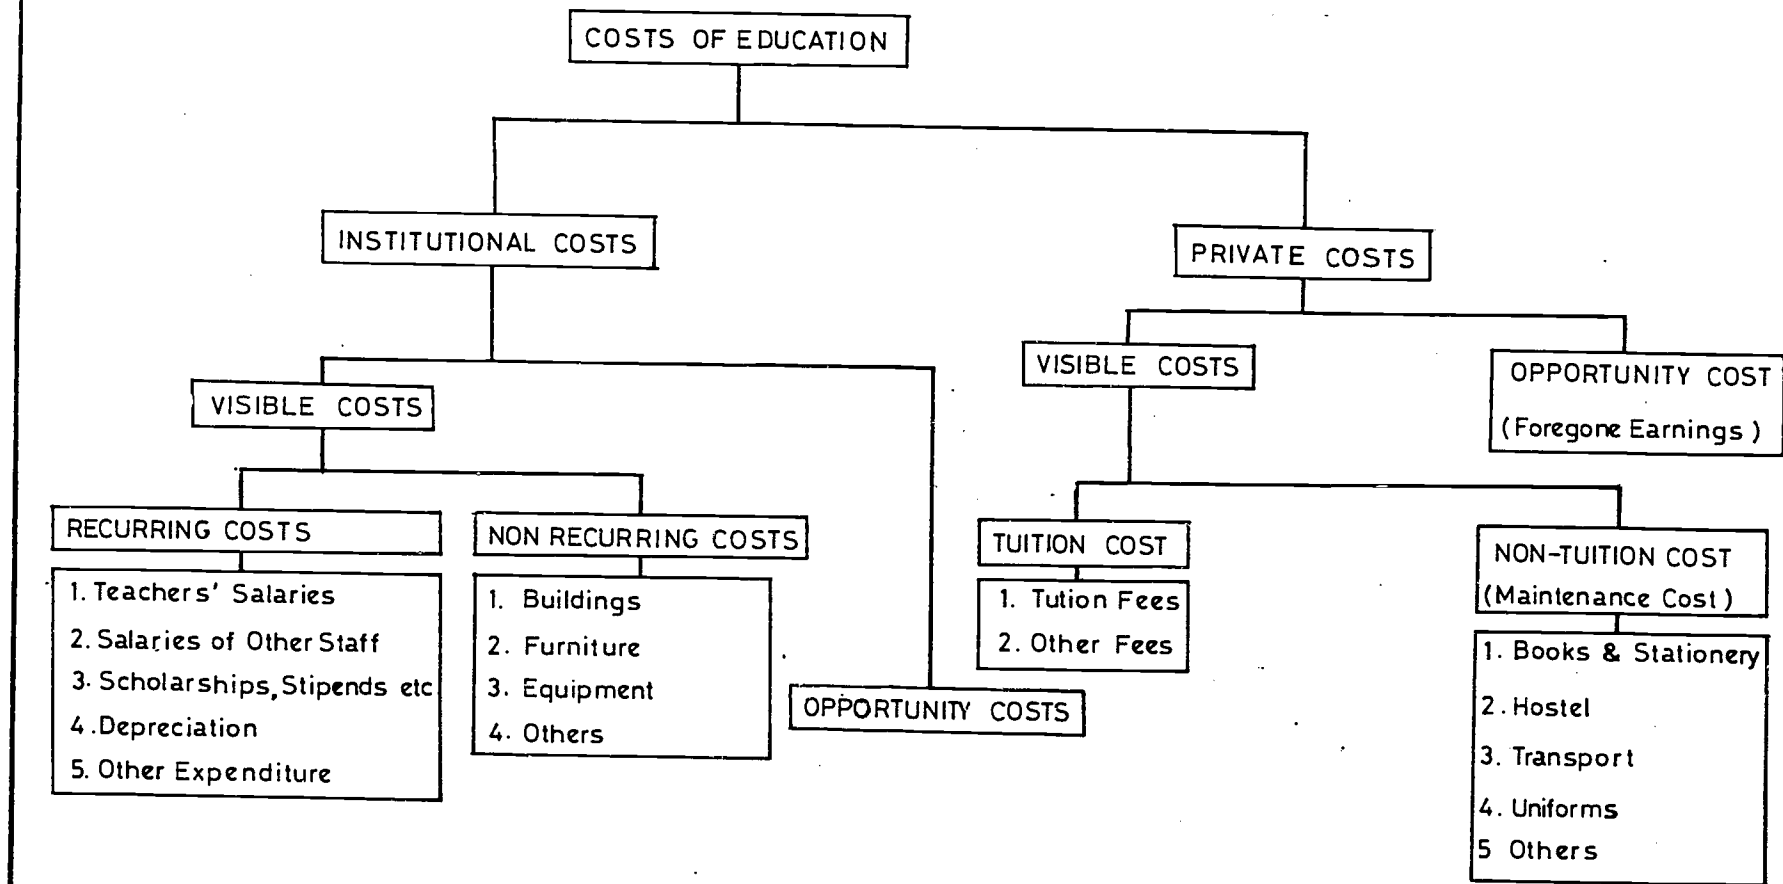 COSTS OF EDUCATION
INSTITUTIONAL COSTS
PRIVATE COSTS
VISIBLE COSTS
OPPORTUNITY COST
(Foregone Earnings)
VISIBLE COSTS
RECURRING COSTS
NON RECURRING COSTS
TUITION COST
NON-TUITION COST
(Maintenance Cost)
1. Teachers' Salaries
2. Salaries of Other Staff
3. Scholarships, Stipends etc
4. Depreciation
5. Other Expenditure
1. Buildings
2. Furniture
3. Equipment
4. Others
OPPORTUNITY COSTS
1. Tution Fees
2. Other Fees
1. Books & Stationery
2. Hostel
3. Transport
4. Uniforms
5 Others